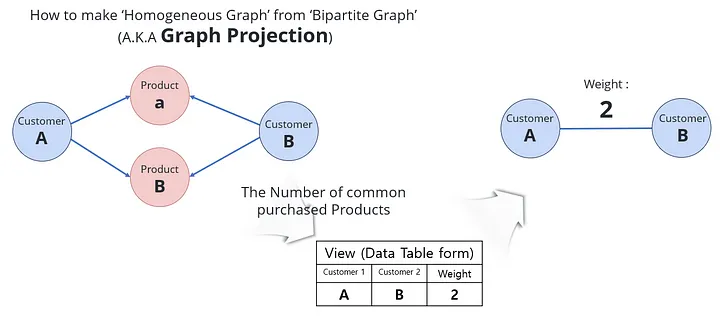 How to make ‘Homogeneous Graph’ from ‘Bipartite Graph’
(A.K.A Graph Projection)
Product
a
Customer
A
Customer
B
Product
B
The Number of common
purchased Products
View (Data Table form)
Customer 1 Customer 2 Weight
A B 2
Weight :
2
Customer
A
Customer
B